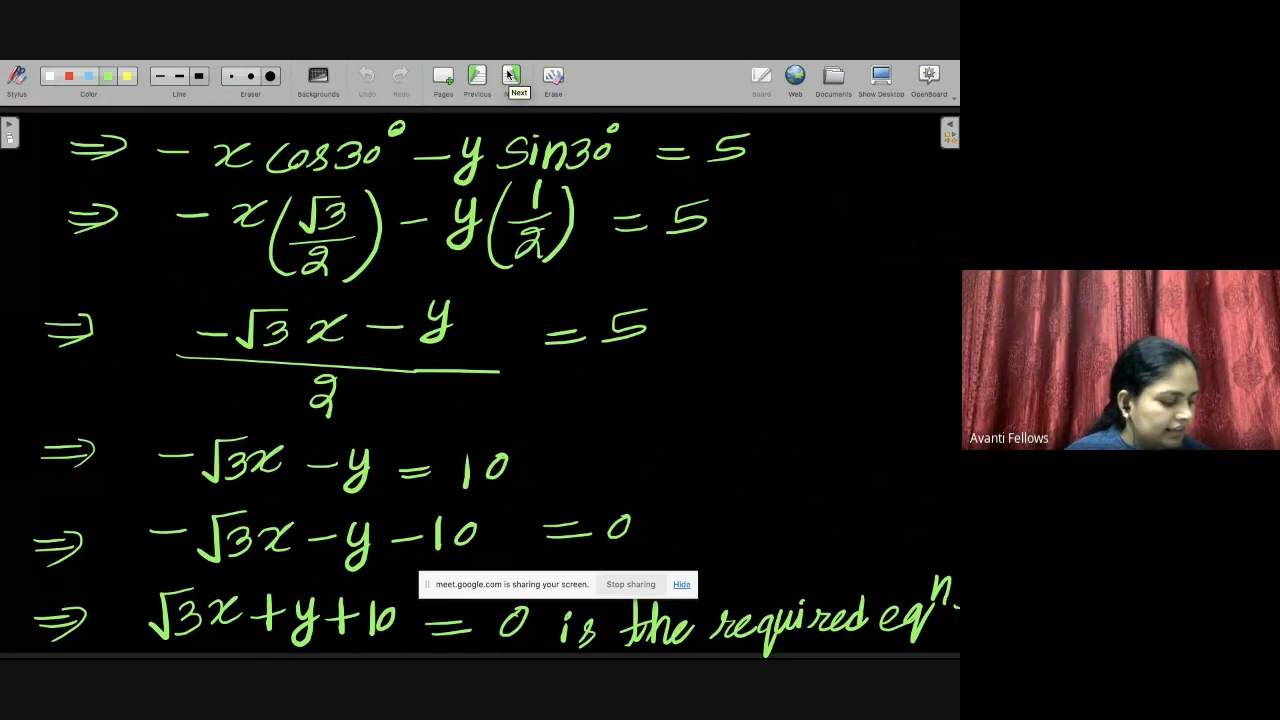 Stylus Color Line Eraser Backgrounds Undo Redo Pages Previous Erase Board Web Documents Show Desktop OpenBoard
Next
⇒ - x cos30° - y sin30° = 5
⇒ - x(√3/2) - y(1/2) = 5
⇒ (-√3 x - y)/2 = 5
⇒ -√3x - y = 10
⇒ -√3x - y - 10 = 0
meet.google.com is sharing your screen. Stop sharing Hide
⇒ √3x + y + 10 = 0 is the required eqⁿ.
Avanti Fellows